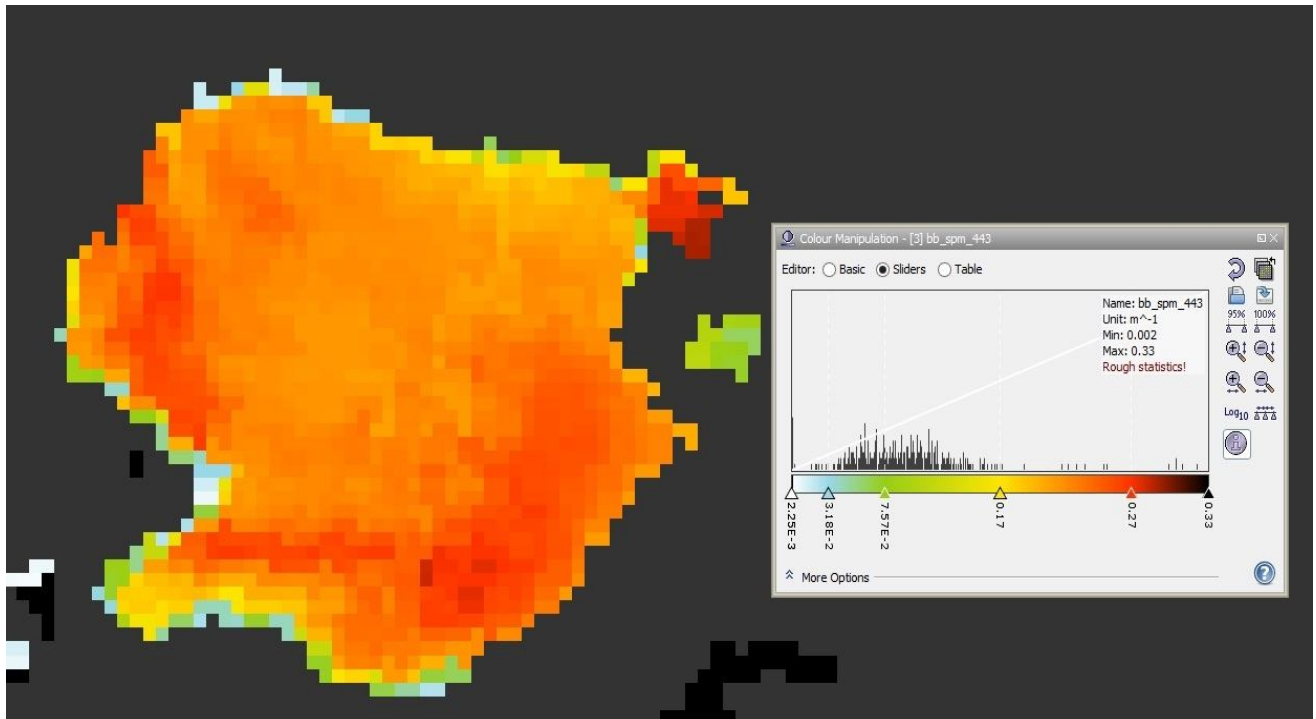 Colour Manipulation - [3] bb_spm_443
Editor: Basic Sliders Table
Name: bb_spm_443
Unit: m^-1
Min: 0.002
Max: 0.33
Rough statistics!
95% 100%
Log10
2.25E-3
3.18E-2
7.57E-2
0.17
0.27
0.33
More Options